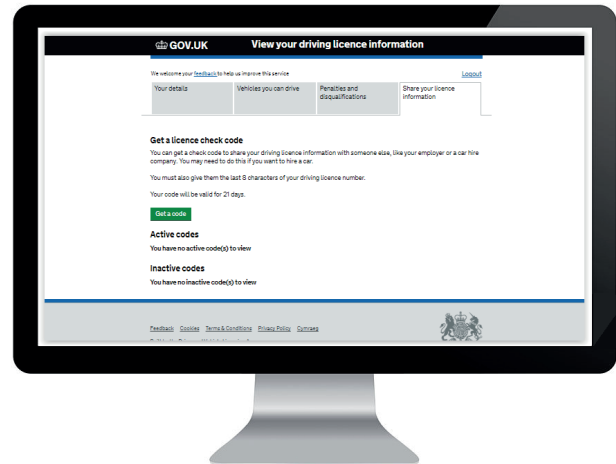 GOV.UK View your driving licence information
We welcome your feedback to help us improve this service Logout
Your details Vehicles you can drive Penalties and disqualifications Share your licence information
Get a licence check code
You can get a check code to share your driving licence information with someone else, like your employer or a car hire
company. You may need to do this if you want to hire a car.
You must also give them the last 8 characters of your driving licence number.
Your code will be valid for 21 days.
Get a code
Active codes
You have no active code(s) to view
Inactive codes
You have no inactive code(s) to view
Feedback Cookies Terms & Conditions Privacy Policy Cymraeg